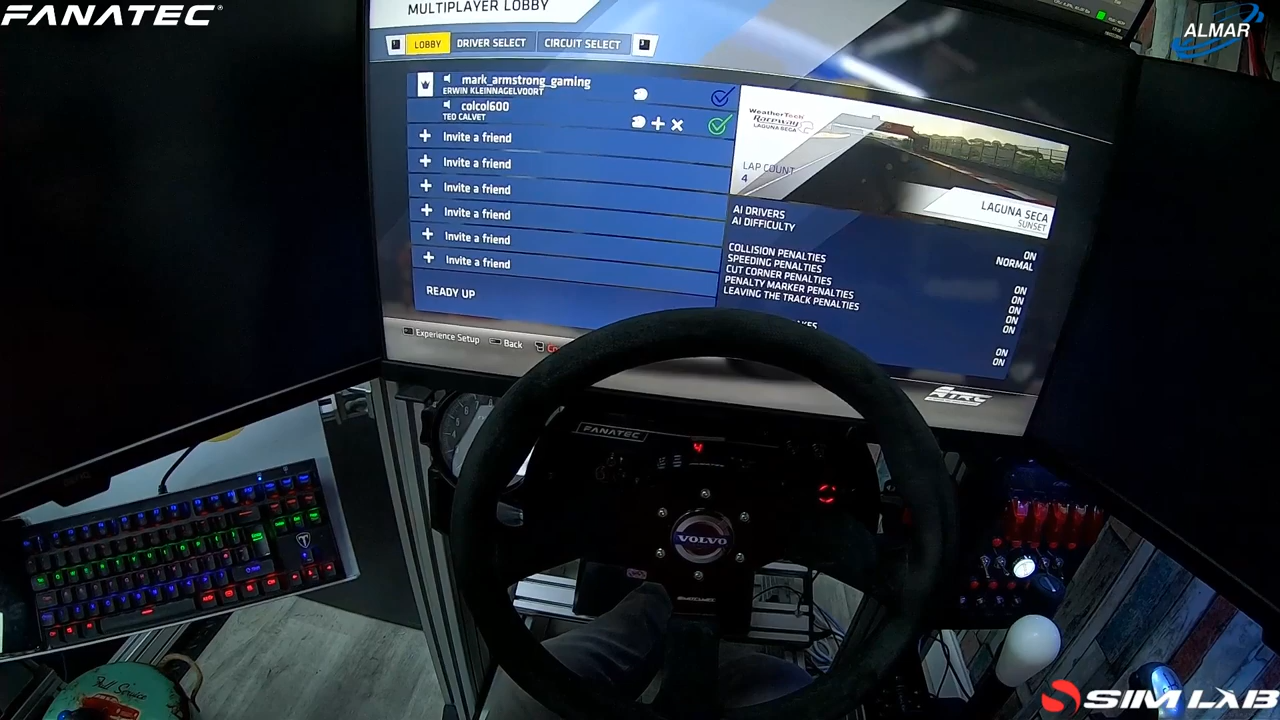 FANATEC
ALMAR
MULTIPLAYER LOBBY
LOBBY
DRIVER SELECT
CIRCUIT SELECT
mark_armstrong_gaming
ERWIN KLEINNAGELVOORT
colcol600
TEO CALVET
Invite a friend
Invite a friend
Invite a friend
Invite a friend
Invite a friend
Invite a friend
READY UP
Experience Setup
Back
WeatherTech
Raceway
LAGUNA SECA
LAP COUNT
4
LAGUNA SECA
SUNSET
AI DRIVERS ON
AI DIFFICULTY NORMAL
COLLISION PENALTIES ON
SPEEDING PENALTIES ON
CUT CORNER PENALTIES ON
PENALTY MARKER PENALTIES ON
LEAVING THE TRACK PENALTIES ON
ON
ON
FANATEC
4
VOLVO
Full Service
SIM LAB